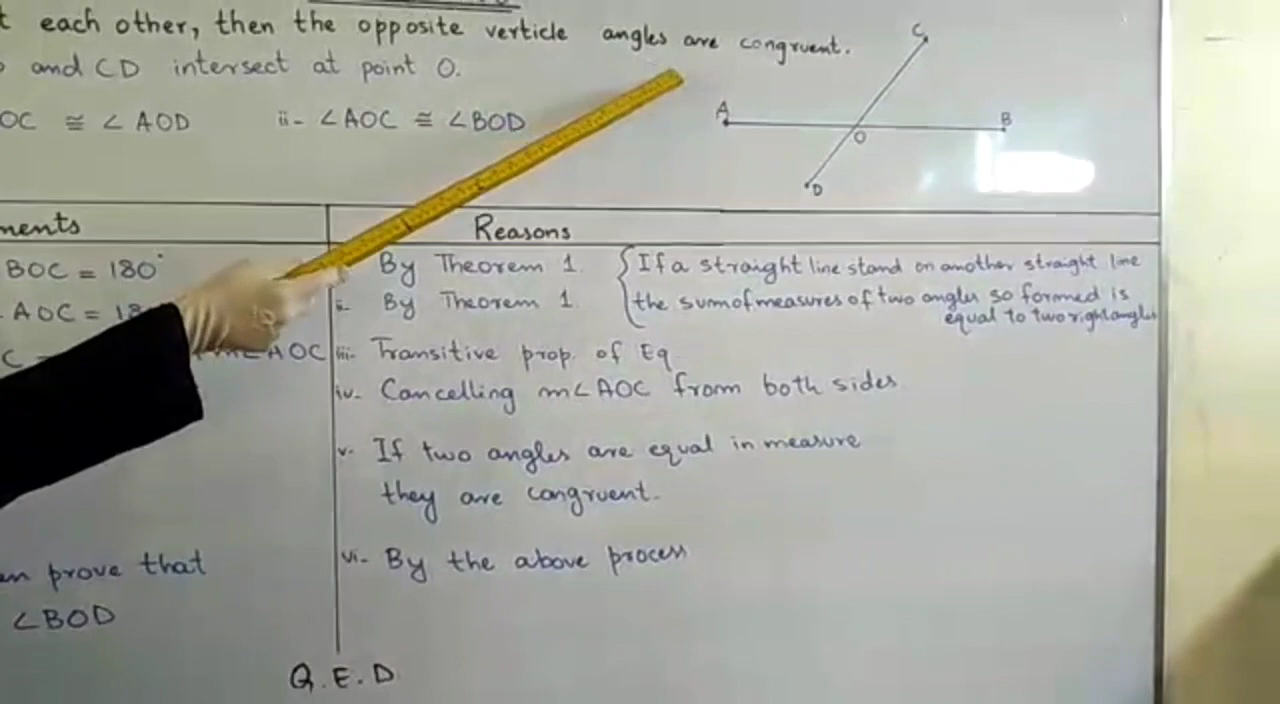 t each other, then the opposite verticle angles are congruent.
and CD intersect at point O.
OC ≅ ∠ AOD ii- ∠AOC ≅ ∠BOD
C
A
B
O
D
ments Reasons
BOC = 180° By Theorem 1. {If a straight line stand on another straight line
AOC = 18 ii- By Theorem 1. the sum of measures of two angles so formed is
equal to two right angles
C AOC iii- Transitive prop. of Eq
iv- Cancelling m∠AOC from both sides
v- If two angles are equal in measure
they are congruent.
vi- By the above process
an prove that
∠BOD
Q.E.D